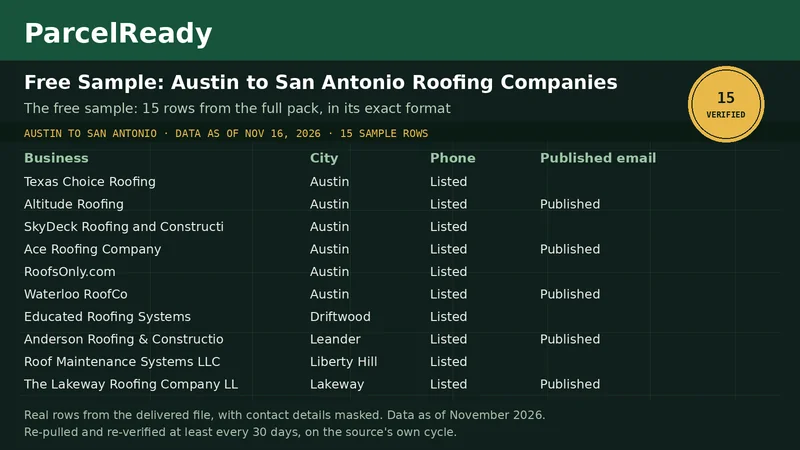 ParcelReady
Free Sample: Austin to San Antonio Roofing Companies
The free sample: 15 rows from the full pack, in its exact format
15
VERIFIED
AUSTIN TO SAN ANTONIO · DATA AS OF NOV 16, 2026 · 15 SAMPLE ROWS
Business City Phone Published email
Texas Choice Roofing Austin Listed
Altitude Roofing Austin Listed Published
SkyDeck Roofing and Constructi Austin Listed
Ace Roofing Company Austin Listed Published
RoofsOnly.com Austin Listed
Waterloo RoofCo Austin Listed Published
Educated Roofing Systems Driftwood Listed
Anderson Roofing & Constructio Leander Listed Published
Roof Maintenance Systems LLC Liberty Hill Listed
The Lakeway Roofing Company LL Lakeway Listed Published
Real rows from the delivered file, with contact details masked. Data as of November 2026.
Re-pulled and re-verified at least every 30 days, on the source's own cycle.